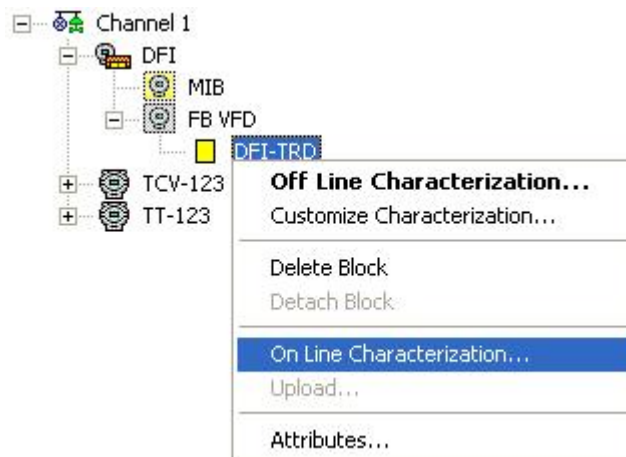 Channel 1
DFI
MIB
FB VFD
DFI-TRD
TCV-123
TT-123
Off Line Characterization...
Customize Characterization...
Delete Block
Detach Block
On Line Characterization...
Upload...
Attributes...